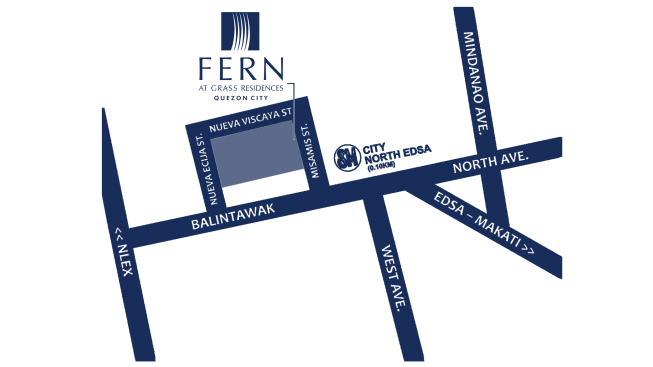 FERN
AT GRASS RESIDENCES
QUEZON CITY
MINDANAO AVE.
NUEVA VISCAYA ST.
NUEVA ECIJA ST.
MISAMIS ST.
SM
CITY
NORTH EDSA
(0.10KM)
NORTH AVE.
BALINTAWAK
EDSA – MAKATI >>
<< NLEX
WEST AVE.